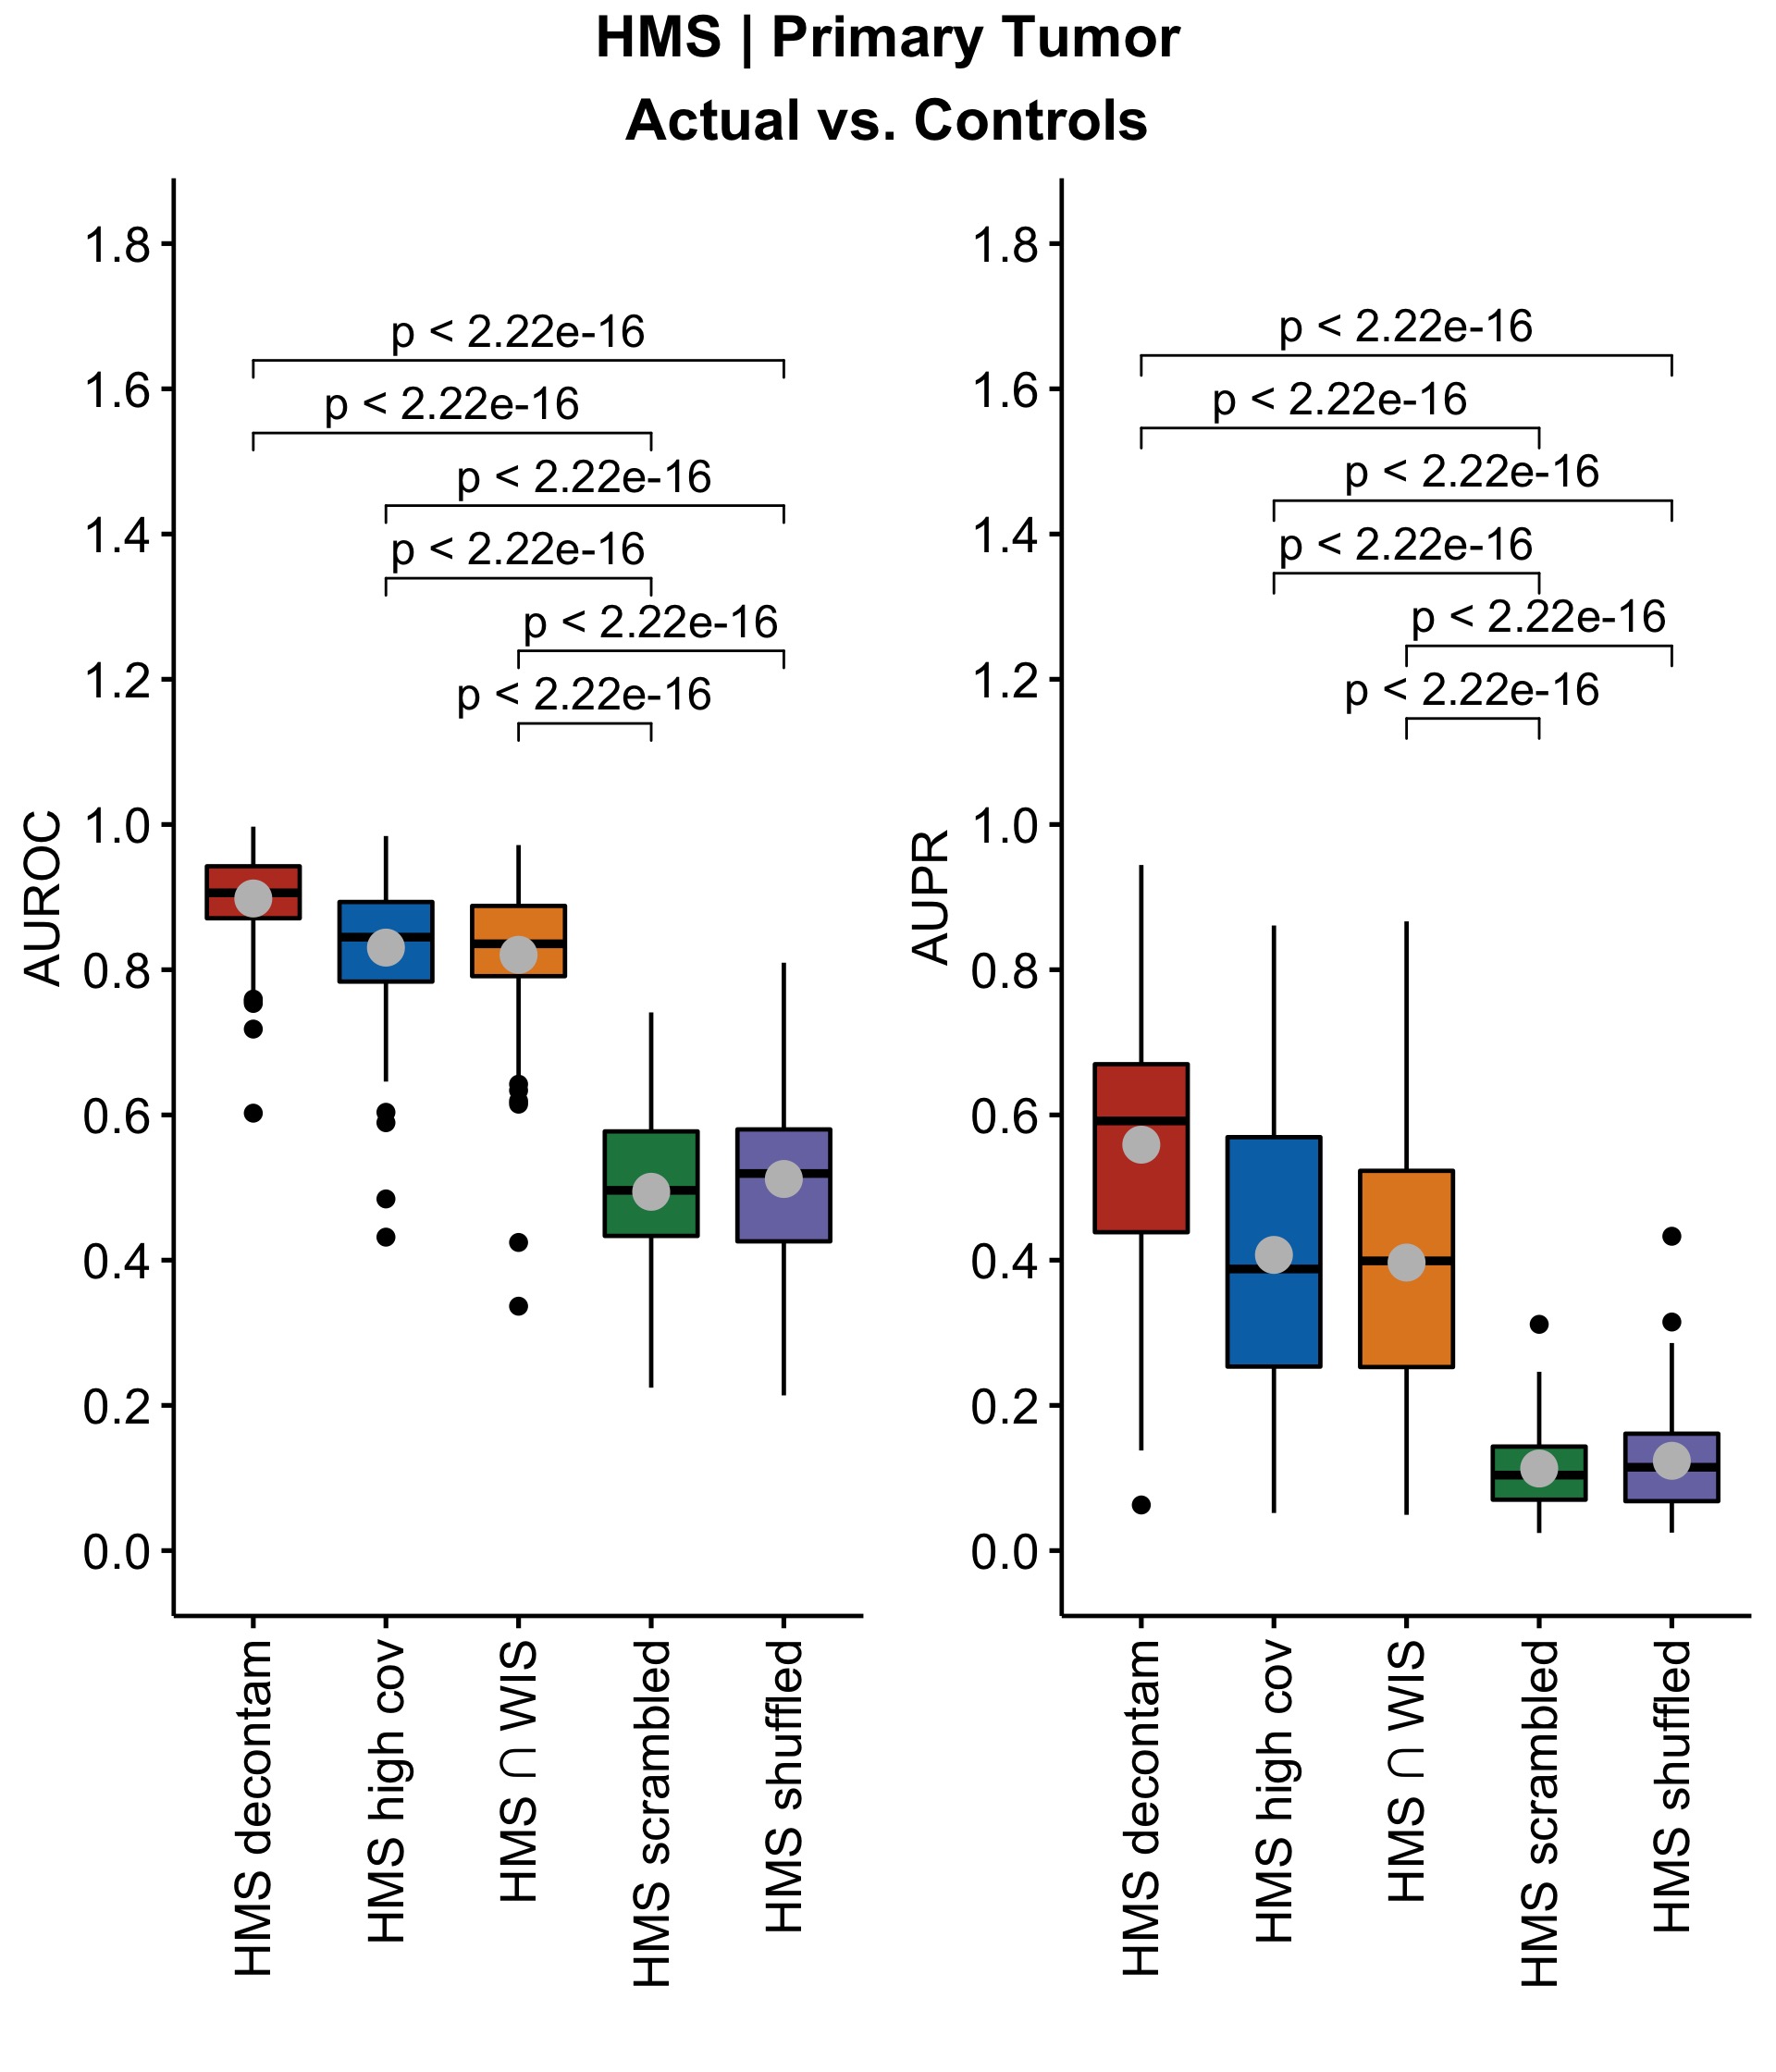 HMS | Primary Tumor
Actual vs. Controls
AUROC
1.8
1.6
1.4
1.2
1.0
0.8
0.6
0.4
0.2
0.0
p < 2.22e-16
p < 2.22e-16
p < 2.22e-16
p < 2.22e-16
p < 2.22e-16
p < 2.22e-16
HMS decontam
HMS high cov
HMS ∩ WIS
HMS scrambled
HMS shuffled
AUPR
1.8
1.6
1.4
1.2
1.0
0.8
0.6
0.4
0.2
0.0
p < 2.22e-16
p < 2.22e-16
p < 2.22e-16
p < 2.22e-16
p < 2.22e-16
p < 2.22e-16
HMS decontam
HMS high cov
HMS ∩ WIS
HMS scrambled
HMS shuffled